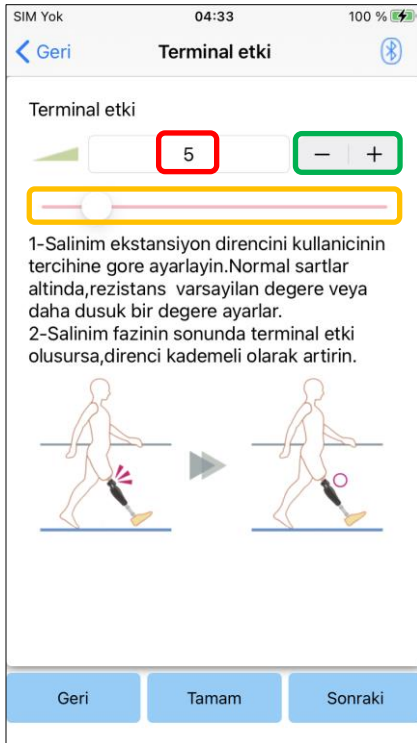 SIM Yok 04:33 100 %
Geri Terminal etki
Terminal etki
5 − +
1-Salinim ekstansiyon direncini kullanicinin
tercihine gore ayarlayin.Normal sartlar
altinda,rezistans varsayilan degere veya
daha dusuk bir degere ayarlar.
2-Salinim fazinin sonunda terminal etki
olusursa,direnci kademeli olarak artirin.
Geri Tamam Sonraki